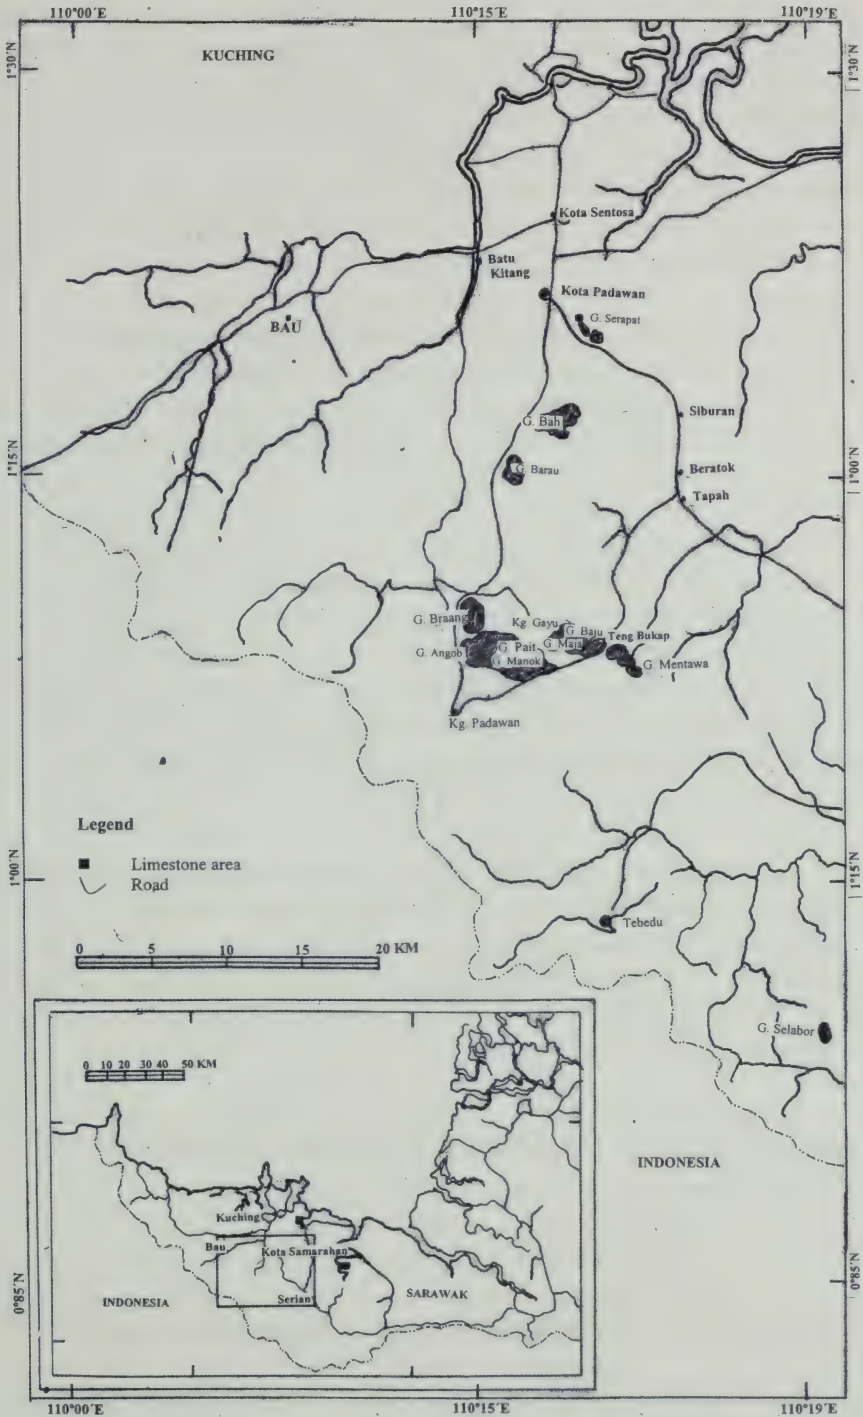 110°00´E
110°15´E
110°19´E
1°30´N
1°30´N
KUCHING
Kota Sentosa
Batu
Kitang
Kota Padawan
G. Serapat
BAU
G. Bah
Siburan
G. Barau
Beratok
Tapah
1°15´N
1°00´N
G. Braang
Kg. Gayu
G. Baju
Teng Bukap
G. Angob
G. Pait
G. Maja
G. Manok
G. Mentawa
Kg. Padawan
Legend
Limestone area
Road
1°00´N
1°15´N
0
5
10
15
20 KM
Tebedu
G. Selabor
INDONESIA
0 10 20 30 40 50 KM
Kuching
Bau
Kota Samarahan
INDONESIA
Serian
SARAWAK
0°85´N
0°85´N
110°00´E
110°15´E
110°19´E